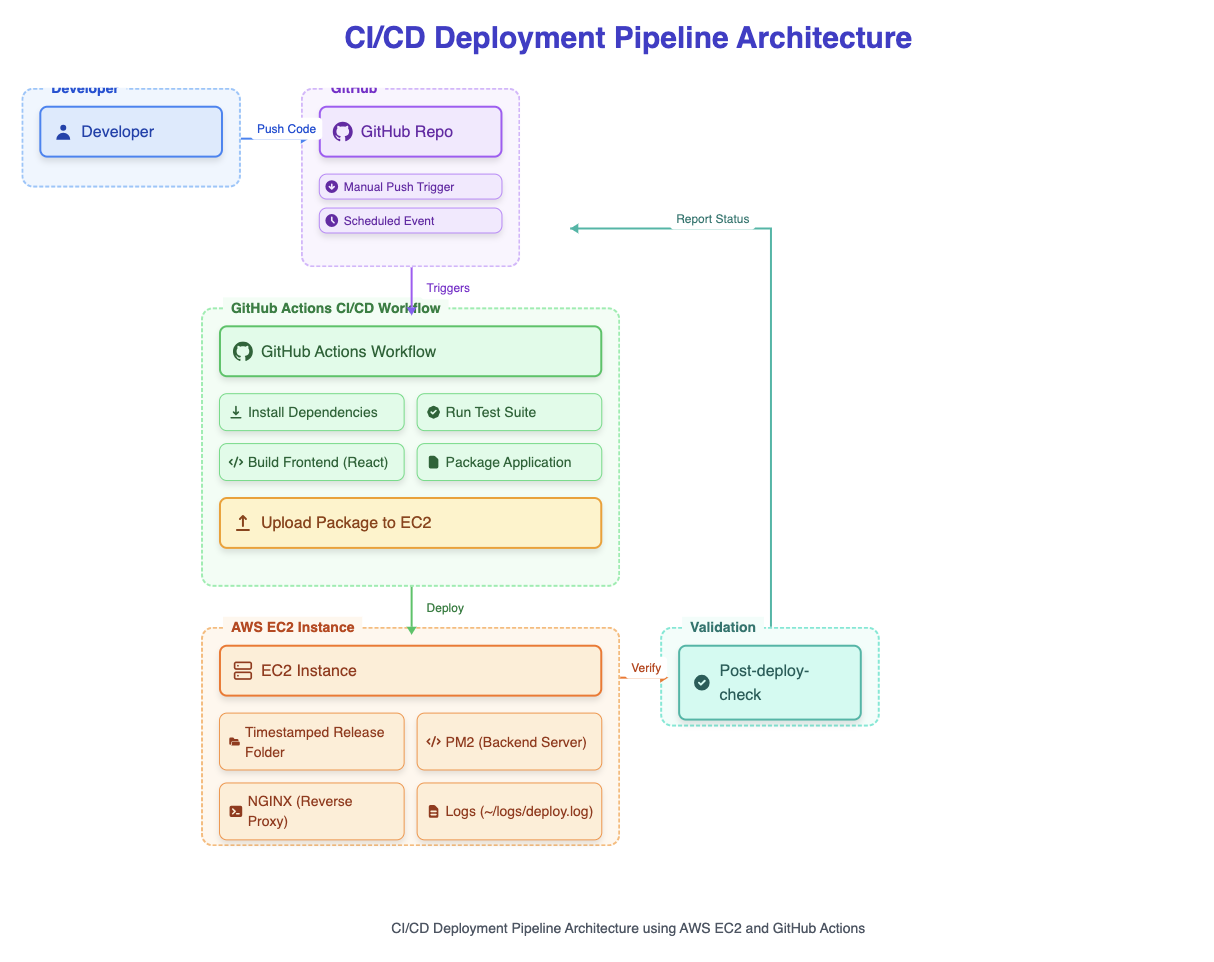 CI/CD Deployment Pipeline Architecture
Developer
Developer
Push Code
GitHub
GitHub Repo
Manual Push Trigger
Scheduled Event
Report Status
Triggers
GitHub Actions CI/CD Workflow
GitHub Actions Workflow
Install Dependencies
Run Test Suite
Build Frontend (React)
Package Application
Upload Package to EC2
Deploy
AWS EC2 Instance
EC2 Instance
Timestamped Release
Folder
PM2 (Backend Server)
NGINX (Reverse
Proxy)
Logs (~/logs/deploy.log)
Verify
Validation
Post-deploy-
check
CI/CD Deployment Pipeline Architecture using AWS EC2 and GitHub Actions